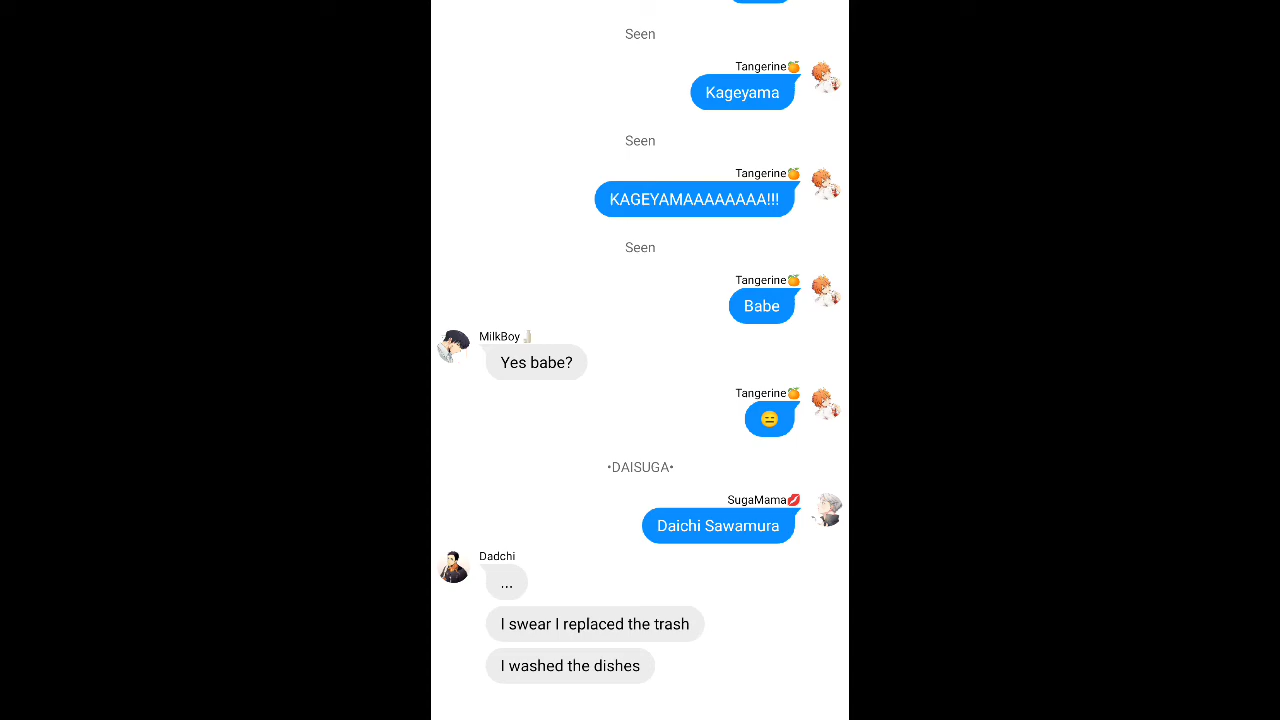 Seen
Tangerine🍊
Kageyama
Seen
Tangerine🍊
KAGEYAMAAAAAAAA!!!
Seen
Tangerine🍊
Babe
MilkBoy🥛
Yes babe?
Tangerine🍊
😑
•DAISUGA•
SugaMama💋
Daichi Sawamura
Dadchi
...
I swear I replaced the trash
I washed the dishes